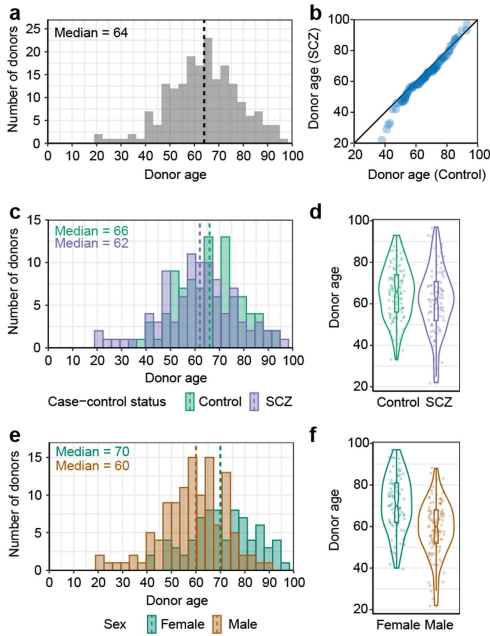 a
Median = 64
Number of donors
25
20
15
10
5
0
0 10 20 30 40 50 60 70 80 90 100
Donor age
b
Donor age (SCZ)
100
80
60
40
20
20 40 60 80 100
Donor age (Control)
c
Median = 66
Median = 62
Number of donors
15
10
5
0
0 10 20 30 40 50 60 70 80 90 100
Donor age
Case-control status Control SCZ
d
Donor age
100
80
60
40
20
Control SCZ
e
Median = 70
Median = 60
Number of donors
15
10
5
0
0 10 20 30 40 50 60 70 80 90 100
Donor age
Sex Female Male
f
Donor age
100
80
60
40
20
Female Male